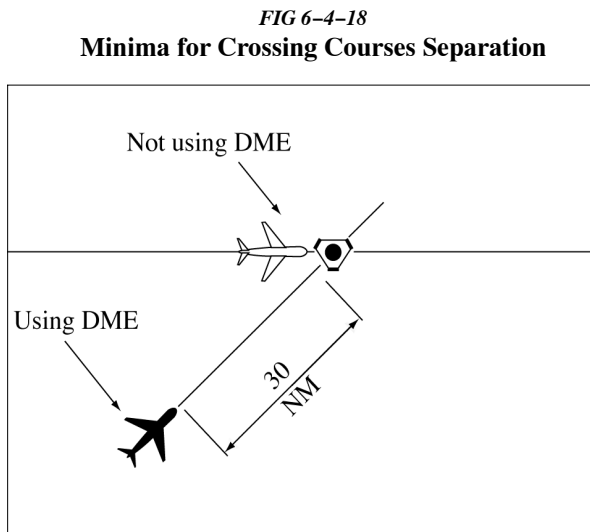 FIG 6–4–18
Minima for Crossing Courses Separation
Not using DME
Using DME
30
NM